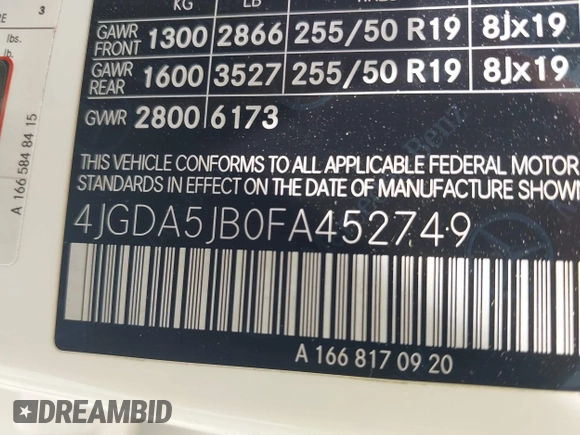 3
lbs.
lb.
A 166 584 84 15
KG LB
GAWR FRONT 1300 2866 255/50 R19 8Jx19
GAWR REAR 1600 3527 255/50 R19 8Jx19
GVWR 2800 6173
THIS VEHICLE CONFORMS TO ALL APPLICABLE FEDERAL MOTOR
STANDARDS IN EFFECT ON THE DATE OF MANUFACTURE SHOW
4JGDA5JB0FA452749
A 166 817 09 20
DREAMBID